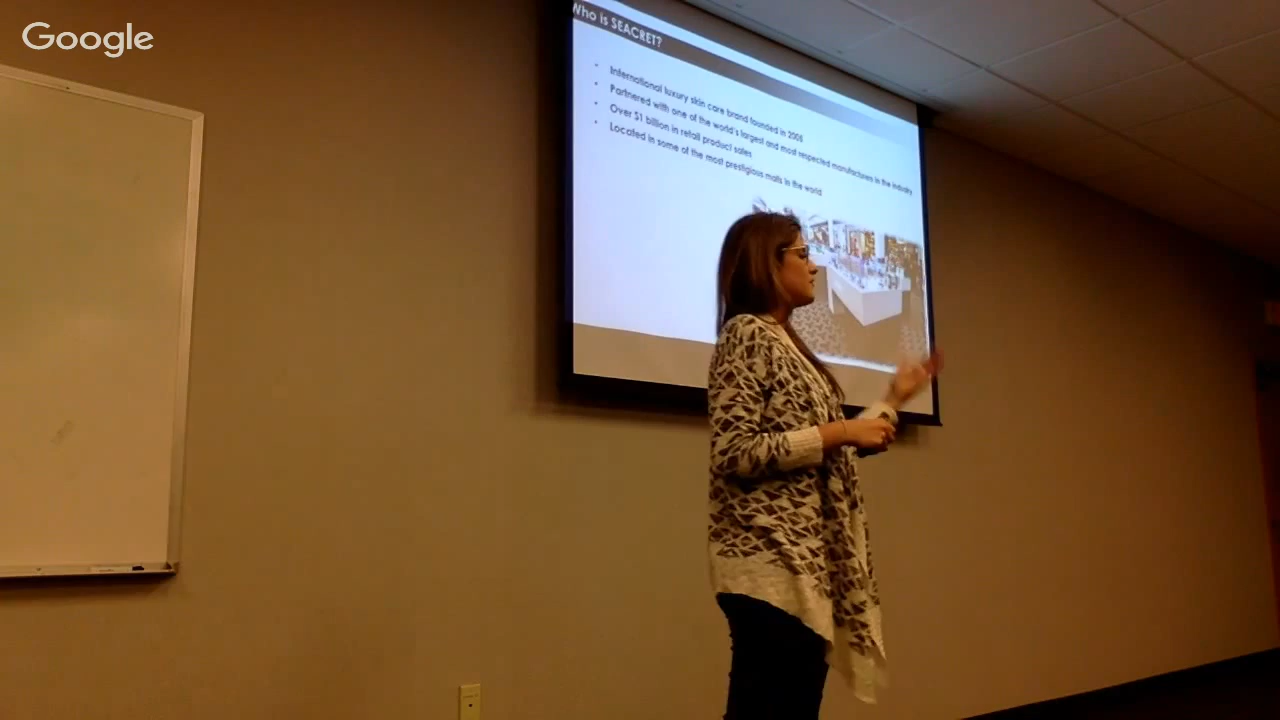 Google
Who is SEACRET?
International luxury skin care brand founded in 2005
Partnered with one of the world's largest and most respected manufacturers in the industry
Over $1 billion in retail product sales
Located in some of the most prestigious malls in the world